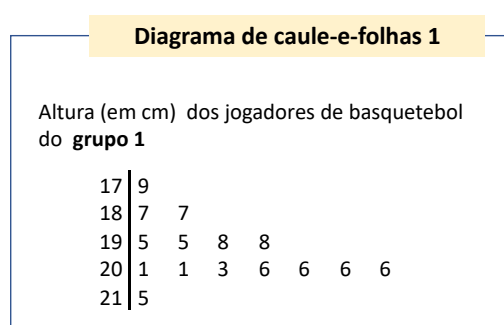 Diagrama de caule-e-folhas 1
Altura (em cm) dos jogadores de basquetebol
do grupo 1
17 9
18 7 7
19 5 5 8 8
20 1 1 3 6 6 6 6
21 5